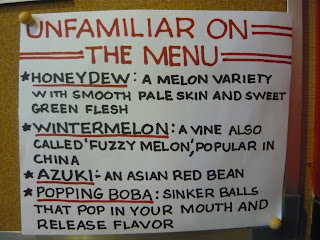 UNFAMILIAR ON
THE MENU
★HONEYDEW: A MELON VARIETY
WITH SMOOTH PALE SKIN AND SWEET
GREEN FLESH
★WINTERMELON: A VINE ALSO
CALLED 'FUZZY MELON', POPULAR IN
CHINA
★AZUKI: AN ASIAN RED BEAN
★POPPING BOBA: SINKER BALLS
THAT POP IN YOUR MOUTH AND
RELEASE FLAVOR